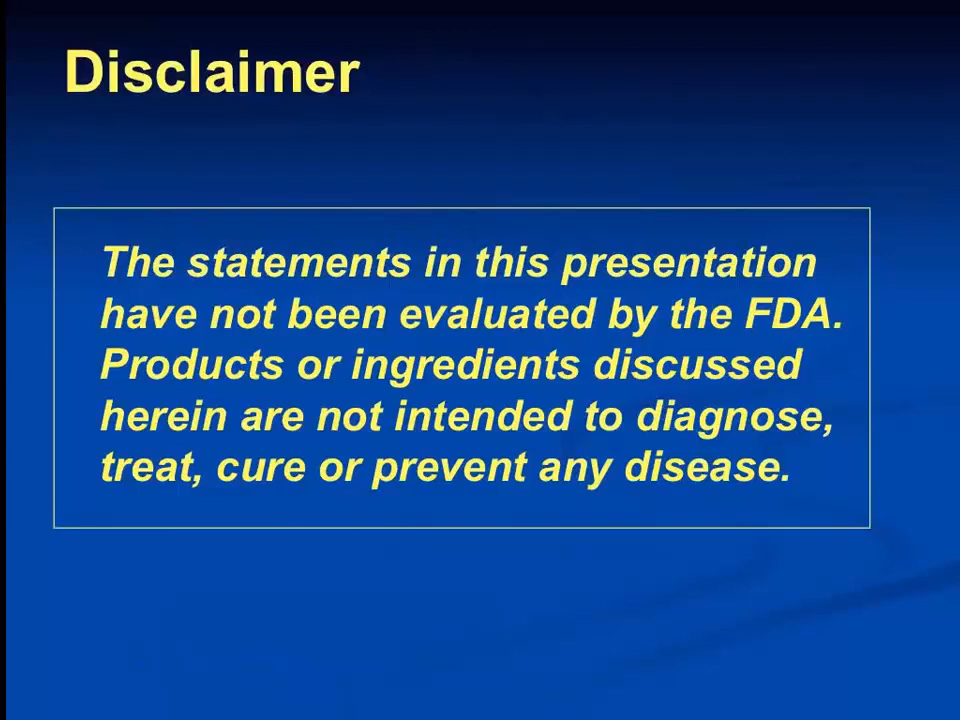 Disclaimer
The statements in this presentation
have not been evaluated by the FDA.
Products or ingredients discussed
herein are not intended to diagnose,
treat, cure or prevent any disease.